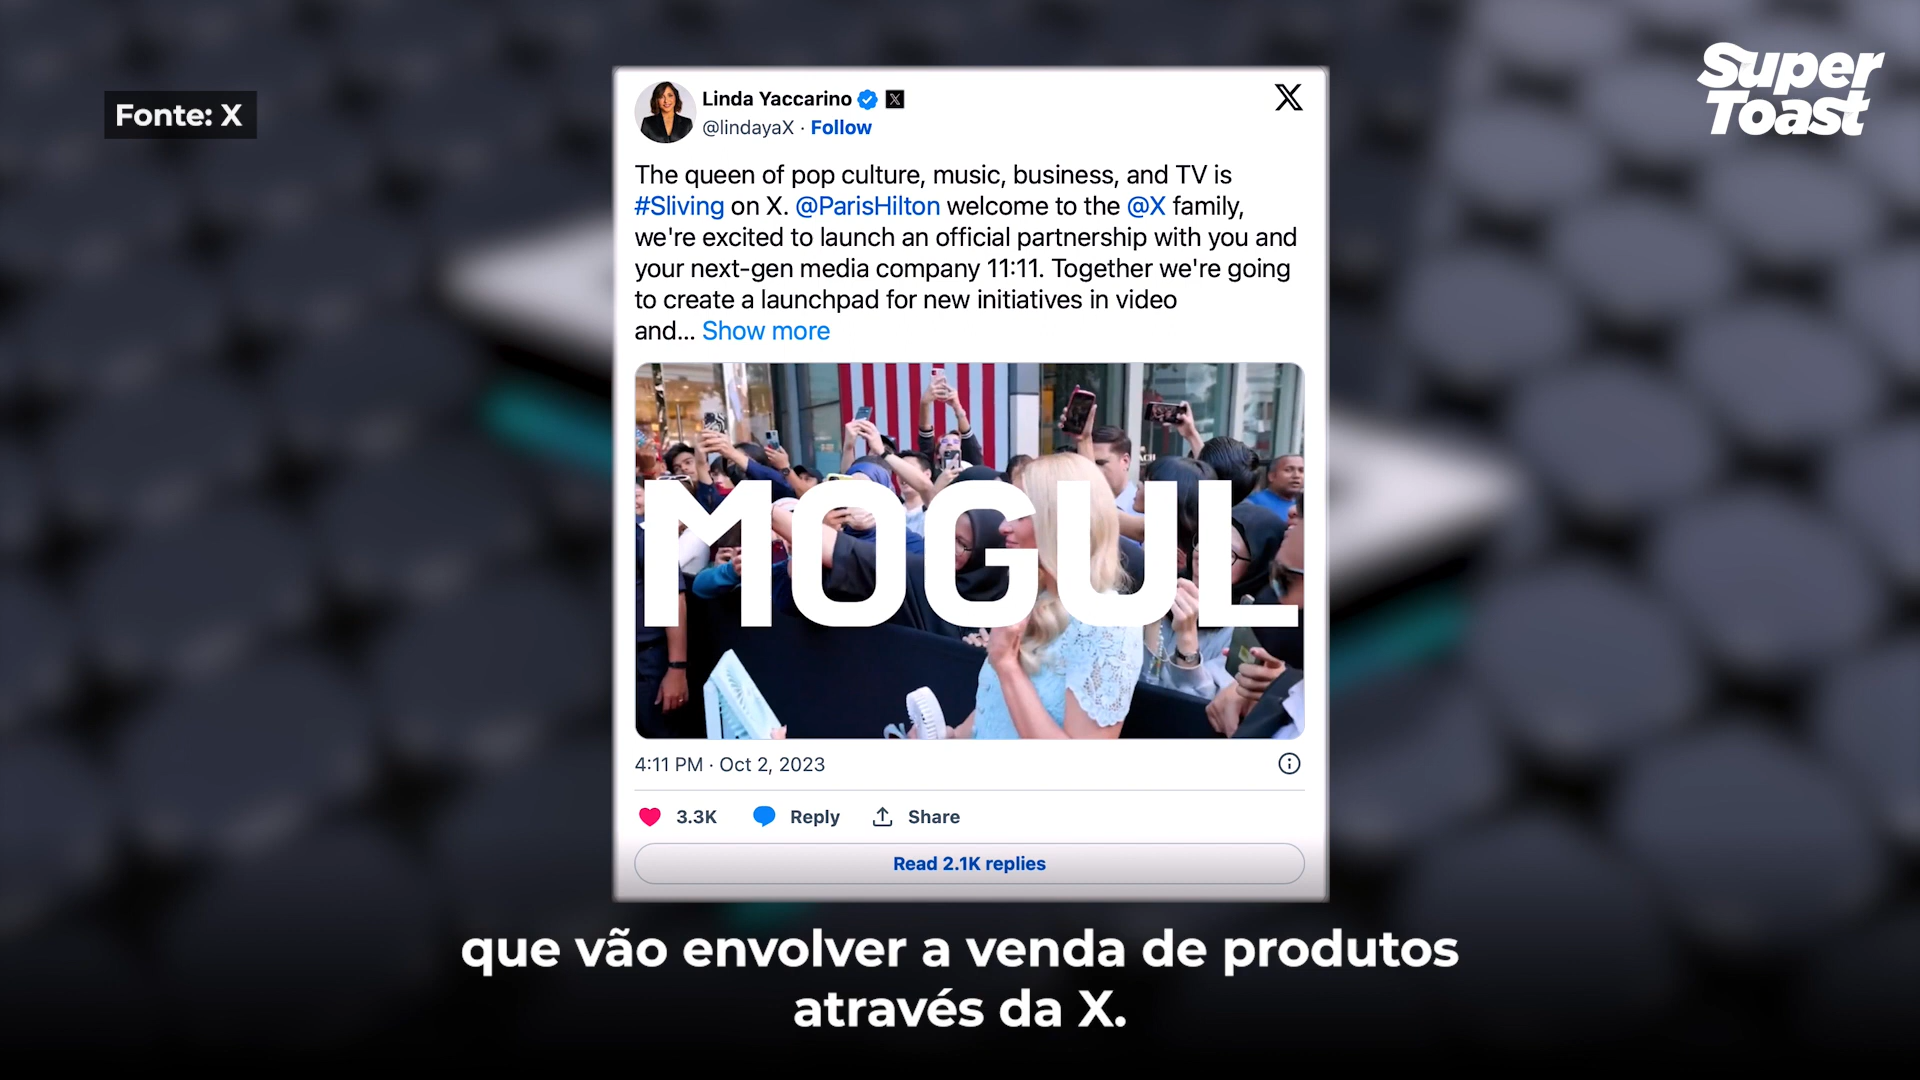 Fonte: X
Super
Toast
Linda Yaccarino
@lindayaX · Follow
The queen of pop culture, music, business, and TV is
#Sliving on X. @ParisHilton welcome to the @X family,
we're excited to launch an official partnership with you and
your next-gen media company 11:11. Together we're going
to create a launchpad for new initiatives in video
and... Show more
MOGUL
4:11 PM · Oct 2, 2023
3.3K Reply Share
Read 2.1K replies
que vão envolver a venda de produtos
através da X.